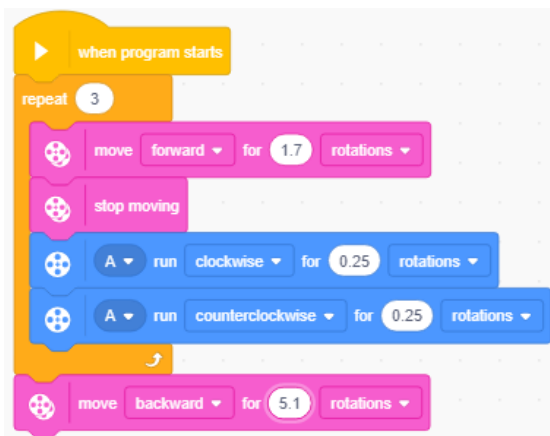 when program starts
repeat 3
move forward for 1.7 rotations
stop moving
A run clockwise for 0.25 rotations
A run counterclockwise for 0.25 rotations
move backward for 5.1 rotations